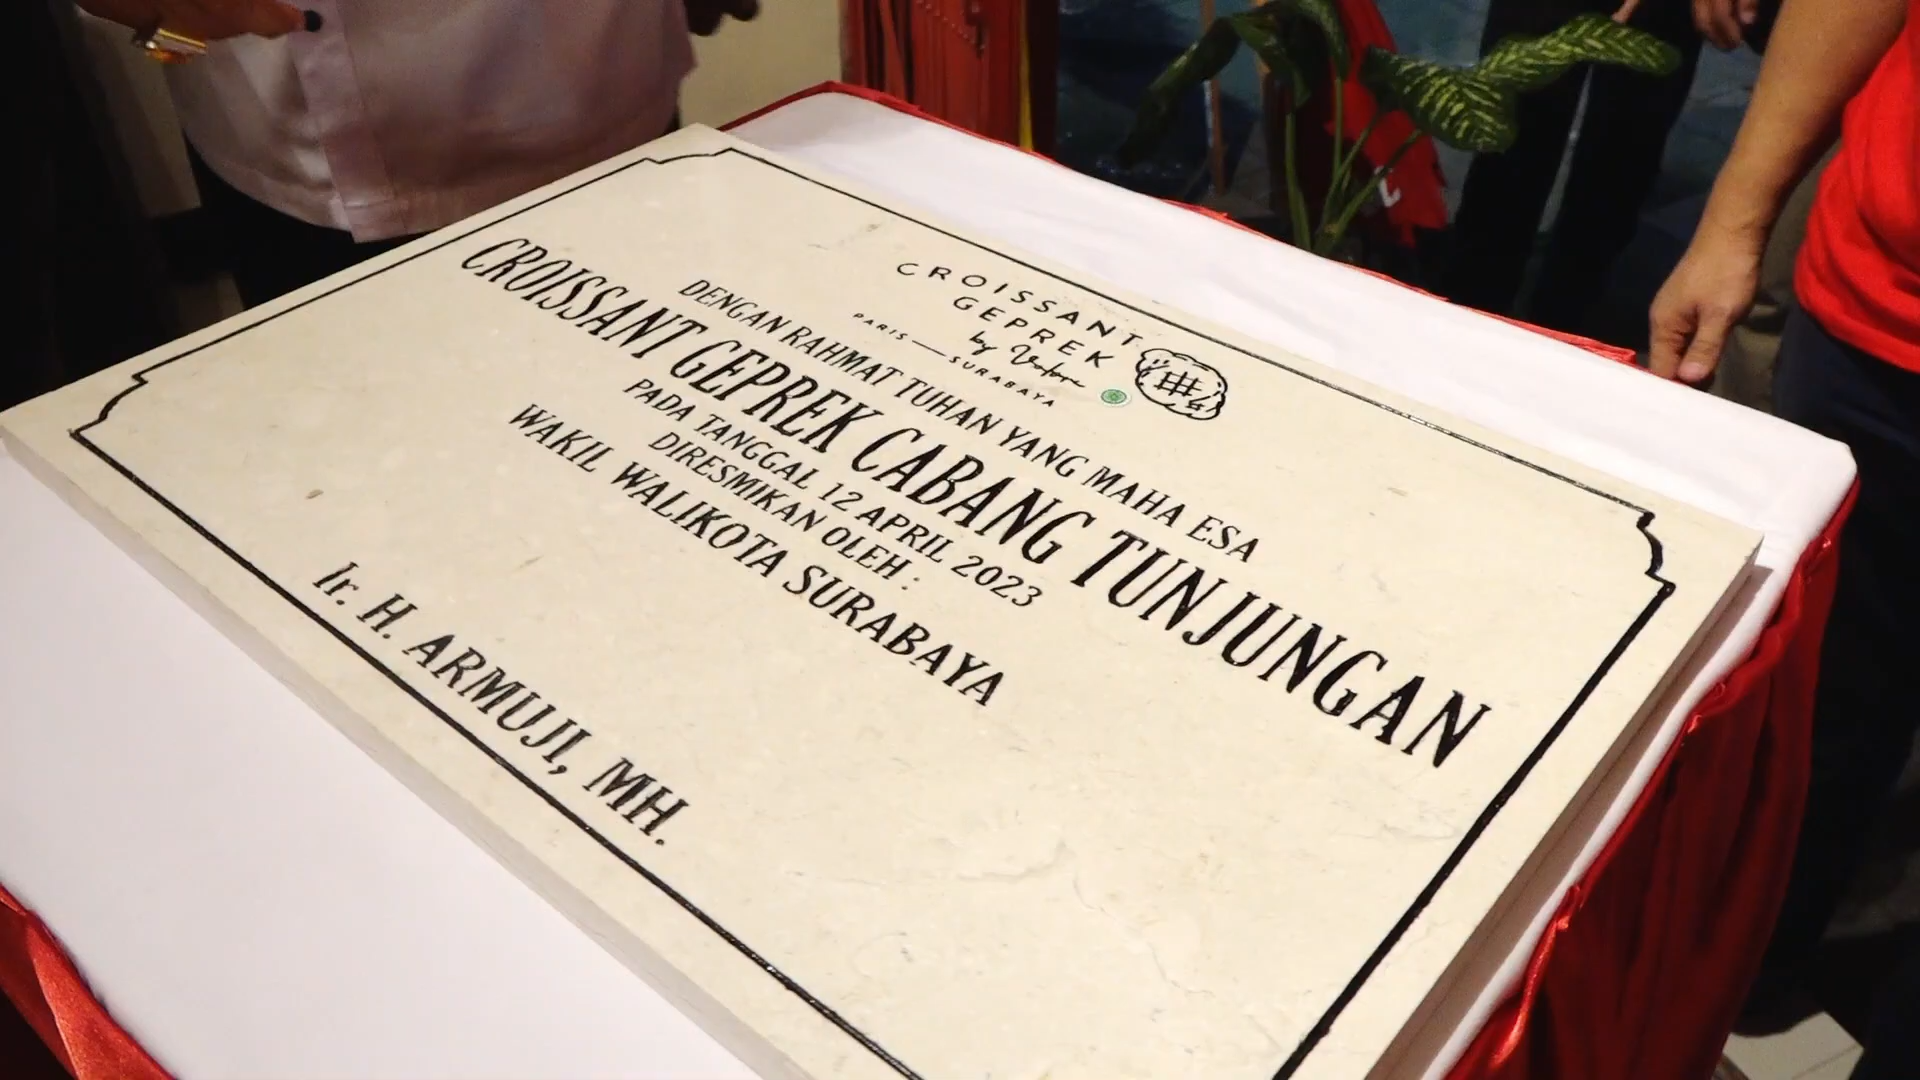 CROISSANT
GEPREK
by
PARIS — SURABAYA
DENGAN RAHMAT TUHAN YANG MAHA ESA
CROISSANT GEPREK CABANG TUNJUNGAN
PADA TANGGAL 12 APRIL 2023
DIRESMIKAN OLEH :
WAKIL WALIKOTA SURABAYA
Ir. H. ARMUJI, MH.